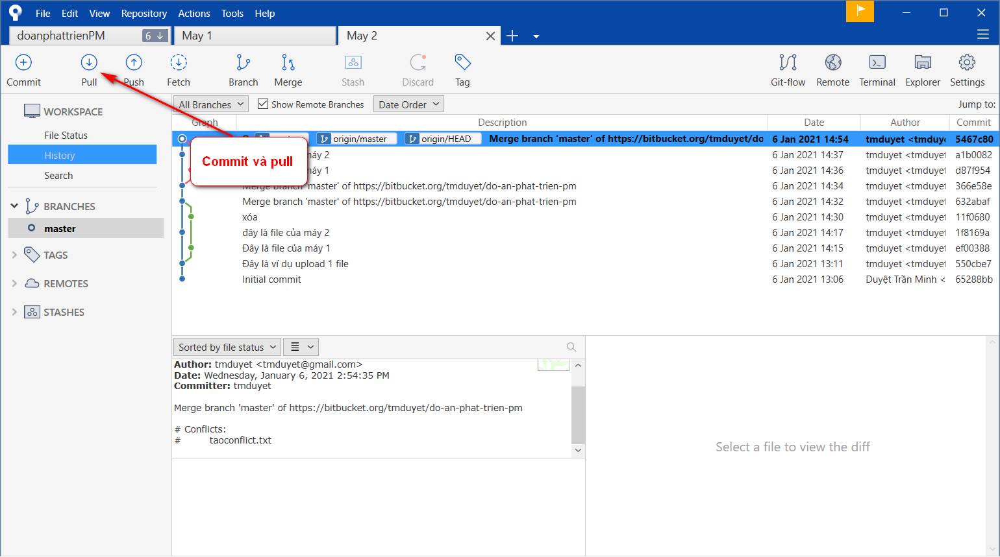 File Edit View Repository Actions Tools Help
doanphattrienPM 6 May 1 May 2
Commit Pull Push Fetch Branch Merge Stash Discard Tag Git-flow Remote Terminal Explorer Settings
All Branches Show Remote Branches Date Order Jump to:
WORKSPACE
File Status
History
Search
BRANCHES
master
TAGS
REMOTES
STASHES
Graph Description Date Author Commit
origin/master origin/HEAD Merge branch 'master' of https://bitbucket.org/tmduyet/do 6 Jan 2021 14:54 tmduyet <tmduye 5467c80
máy 2 6 Jan 2021 14:37 tmduyet <tmduyet a1b0082
máy 1 6 Jan 2021 14:36 tmduyet <tmduyet d87f954
Merge branch 'master' of https://bitbucket.org/tmduyet/do-an-phat-trien-pm 6 Jan 2021 14:34 tmduyet <tmduyet 366e58e
Merge branch 'master' of https://bitbucket.org/tmduyet/do-an-phat-trien-pm 6 Jan 2021 14:32 tmduyet <tmduyet 632abaf
xóa 6 Jan 2021 14:30 tmduyet <tmduyet 11f0680
đây là file của máy 2 6 Jan 2021 14:17 tmduyet <tmduyet 1f8169a
Đây là file của máy 1 6 Jan 2021 14:15 tmduyet <tmduyet ef00388
Đây là ví dụ upload 1 file 6 Jan 2021 13:11 tmduyet <tmduyet 550cbe7
Initial commit 6 Jan 2021 13:06 Duyệt Trần Minh < 65288bb
Commit và pull
Sorted by file status
Author: tmduyet <tmduyet@gmail.com>
Date: Wednesday, January 6, 2021 2:54:35 PM
Committer: tmduyet
Merge branch 'master' of https://bitbucket.org/tmduyet/do-an-phat-trien-pm
# Conflicts:
# taoconflict.txt
Select a file to view the diff